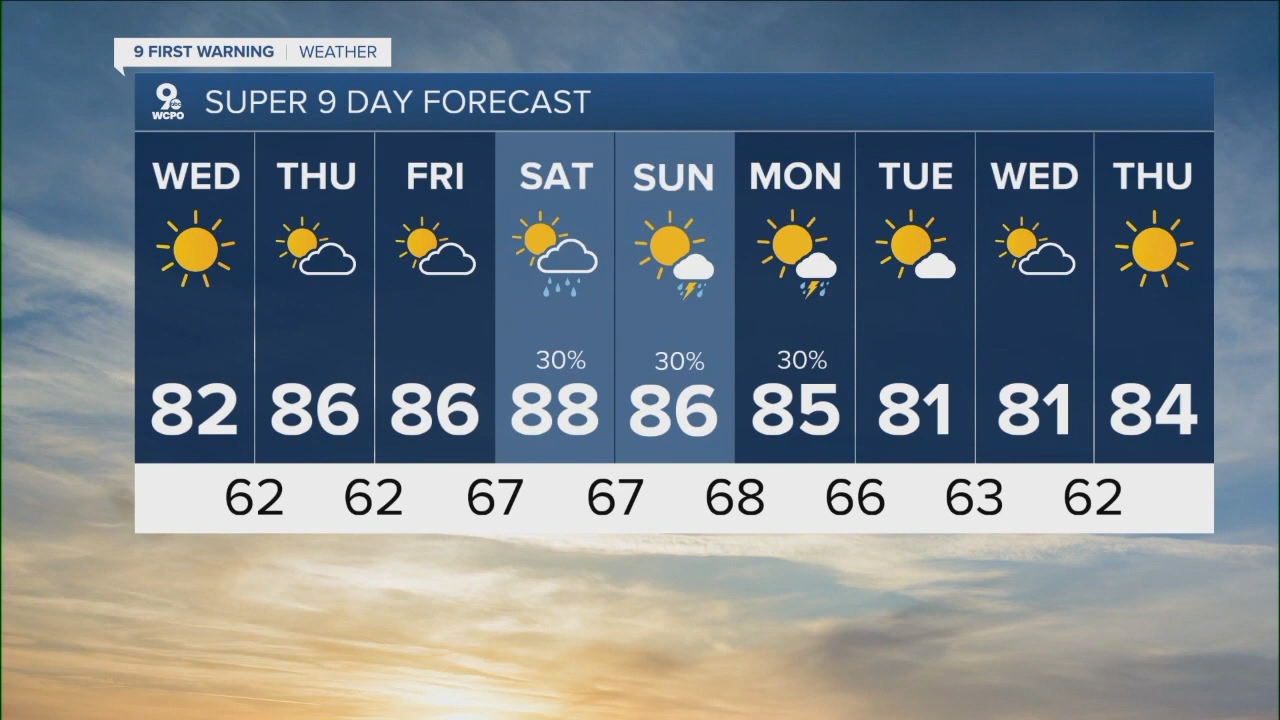 9 FIRST WARNING | WEATHER
9 abc
WCPO
SUPER 9 DAY FORECAST
WED THU FRI SAT SUN MON TUE WED THU
30% 30% 30%
82 86 86 88 86 85 81 81 84
62 62 67 67 68 66 63 62